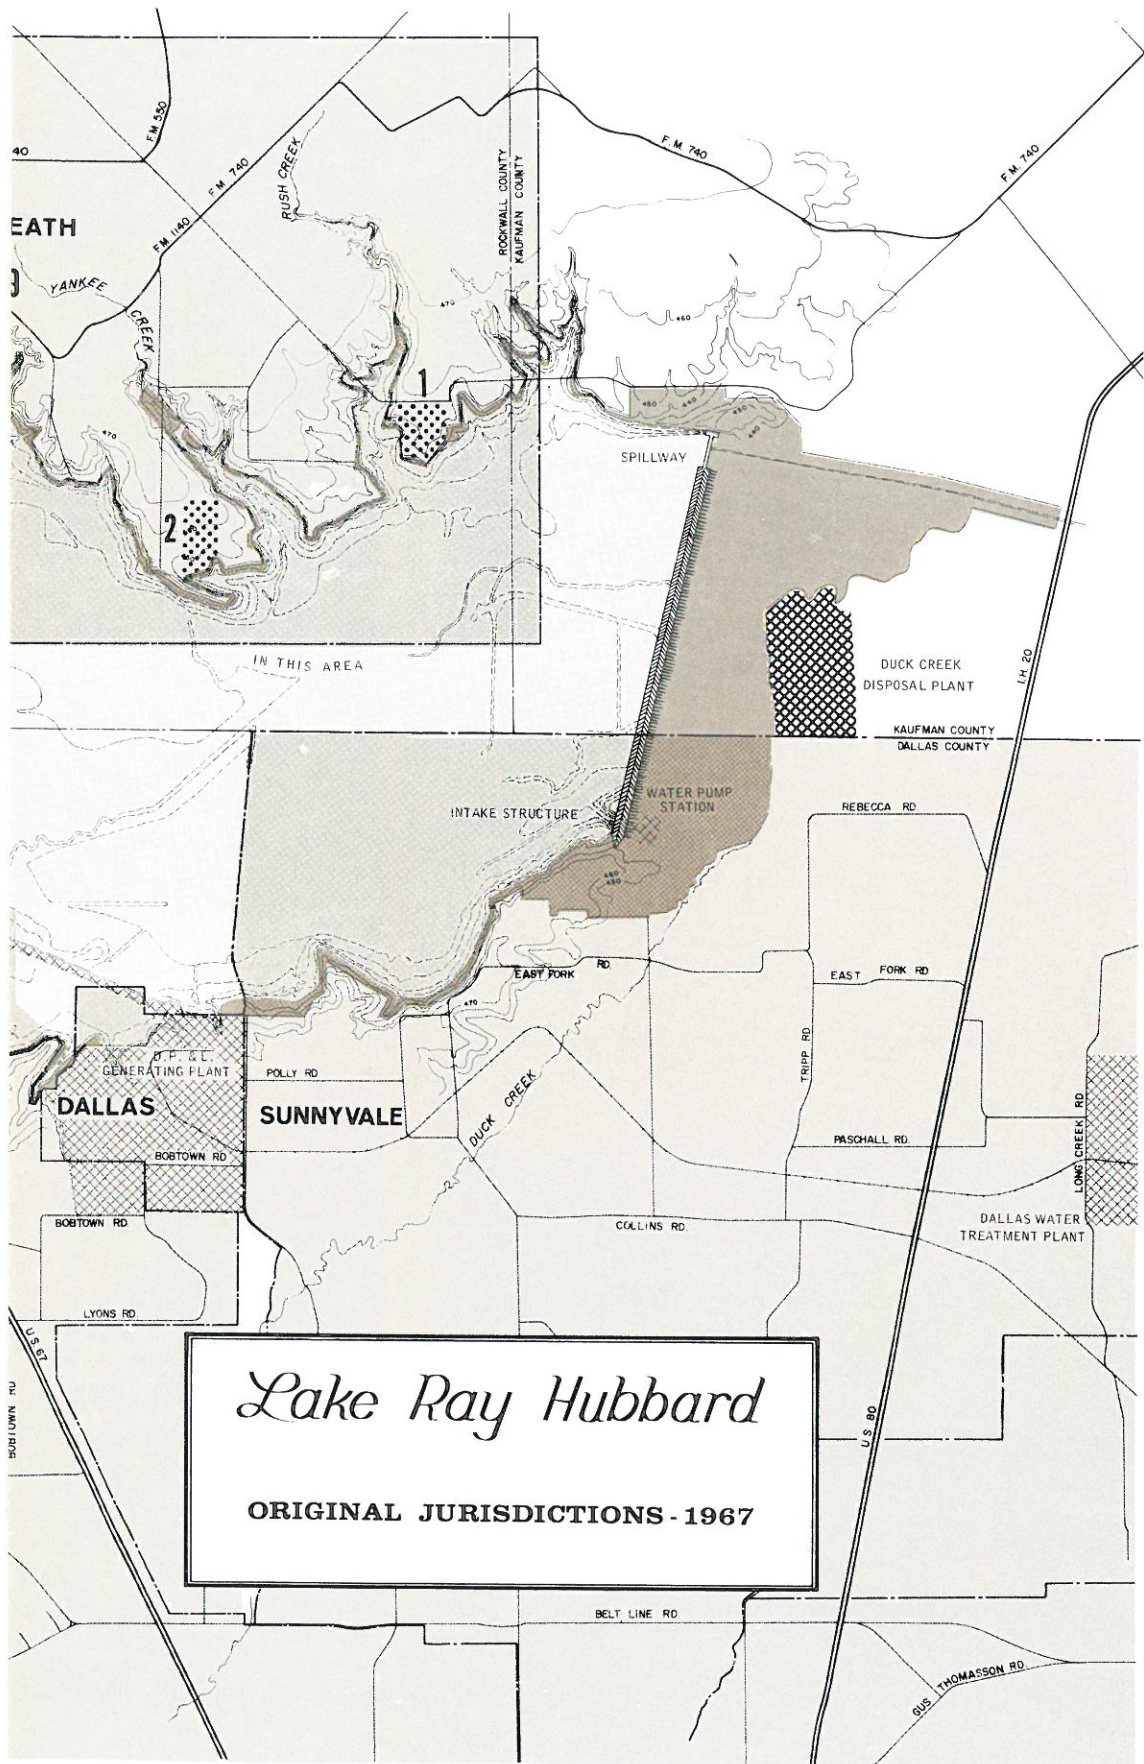 F.M. 550
40
F.M. 740
RUSH CREEK
ROCKWALL COUNTY
KAUFMAN COUNTY
F.M. 740
F.M. 740
EATH
F.M. 1140
9
YANKEE
CREEK
470
460
1
470
450
440
430
440
SPILLWAY
2
IN THIS AREA
DUCK CREEK
DISPOSAL PLANT
I.H. 20
KAUFMAN COUNTY
DALLAS COUNTY
INTAKE STRUCTURE
WATER PUMP
STATION
REBECCA RD.
EAST FORK RD.
EAST FORK RD.
470
D.P. & L.
GENERATING PLANT
POLLY RD
TRIPP RD
DALLAS
SUNNYVALE
DUCK CREEK
LONG CREEK RD
PASCHALL RD.
BOBTOWN RD
BOBTOWN RD
COLLINS RD.
DALLAS WATER
TREATMENT PLANT
LYONS RD.
U S 67
BOBTOWN RD
Lake Ray Hubbard
U.S. 80
ORIGINAL JURISDICTIONS - 1967
BELT LINE RD
GUS THOMASSON RD.